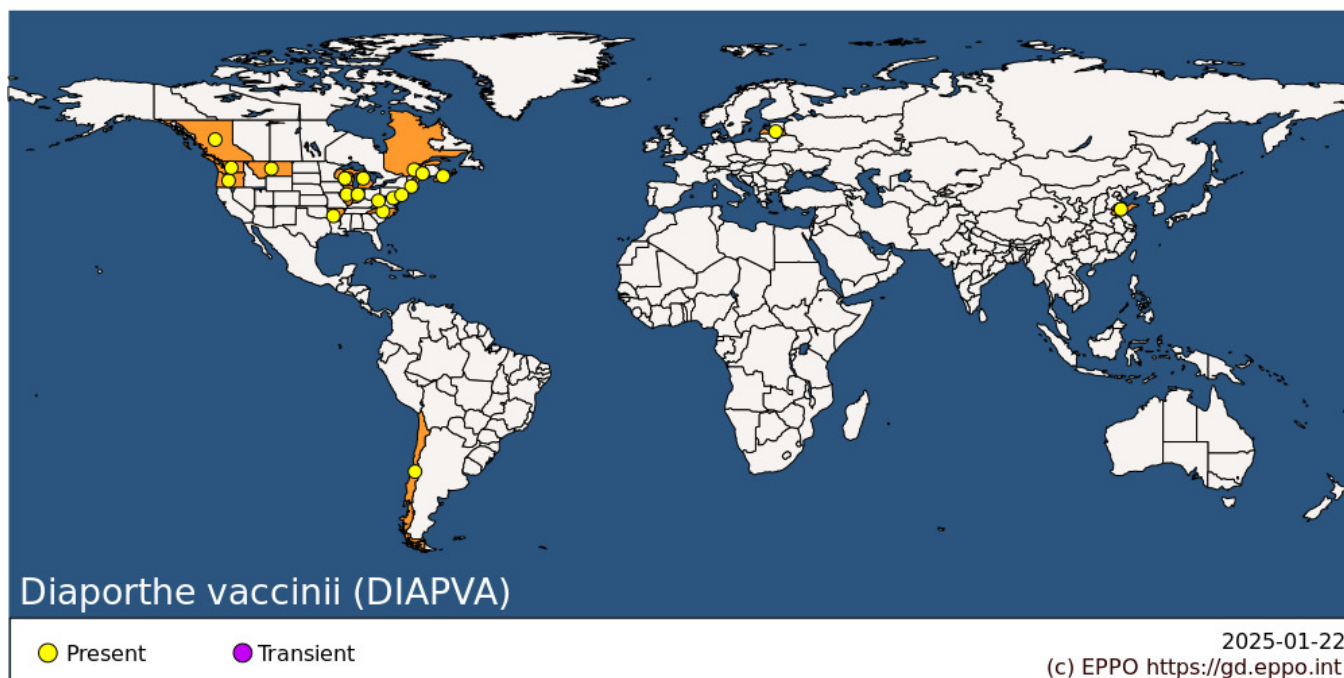 Diaporthe vaccinii (DIAPVA)
Present
Transient
2025-01-22
(c) EPPO https://gd.eppo.int